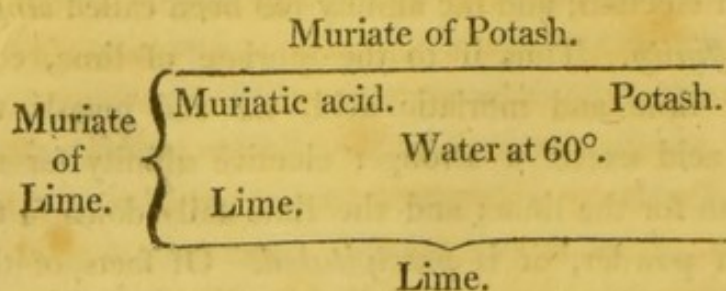 Muriate of Potash.
Muriatic acid. Potash.
Muriate
of
Lime.
Water at 60°.
Lime.
Lime.